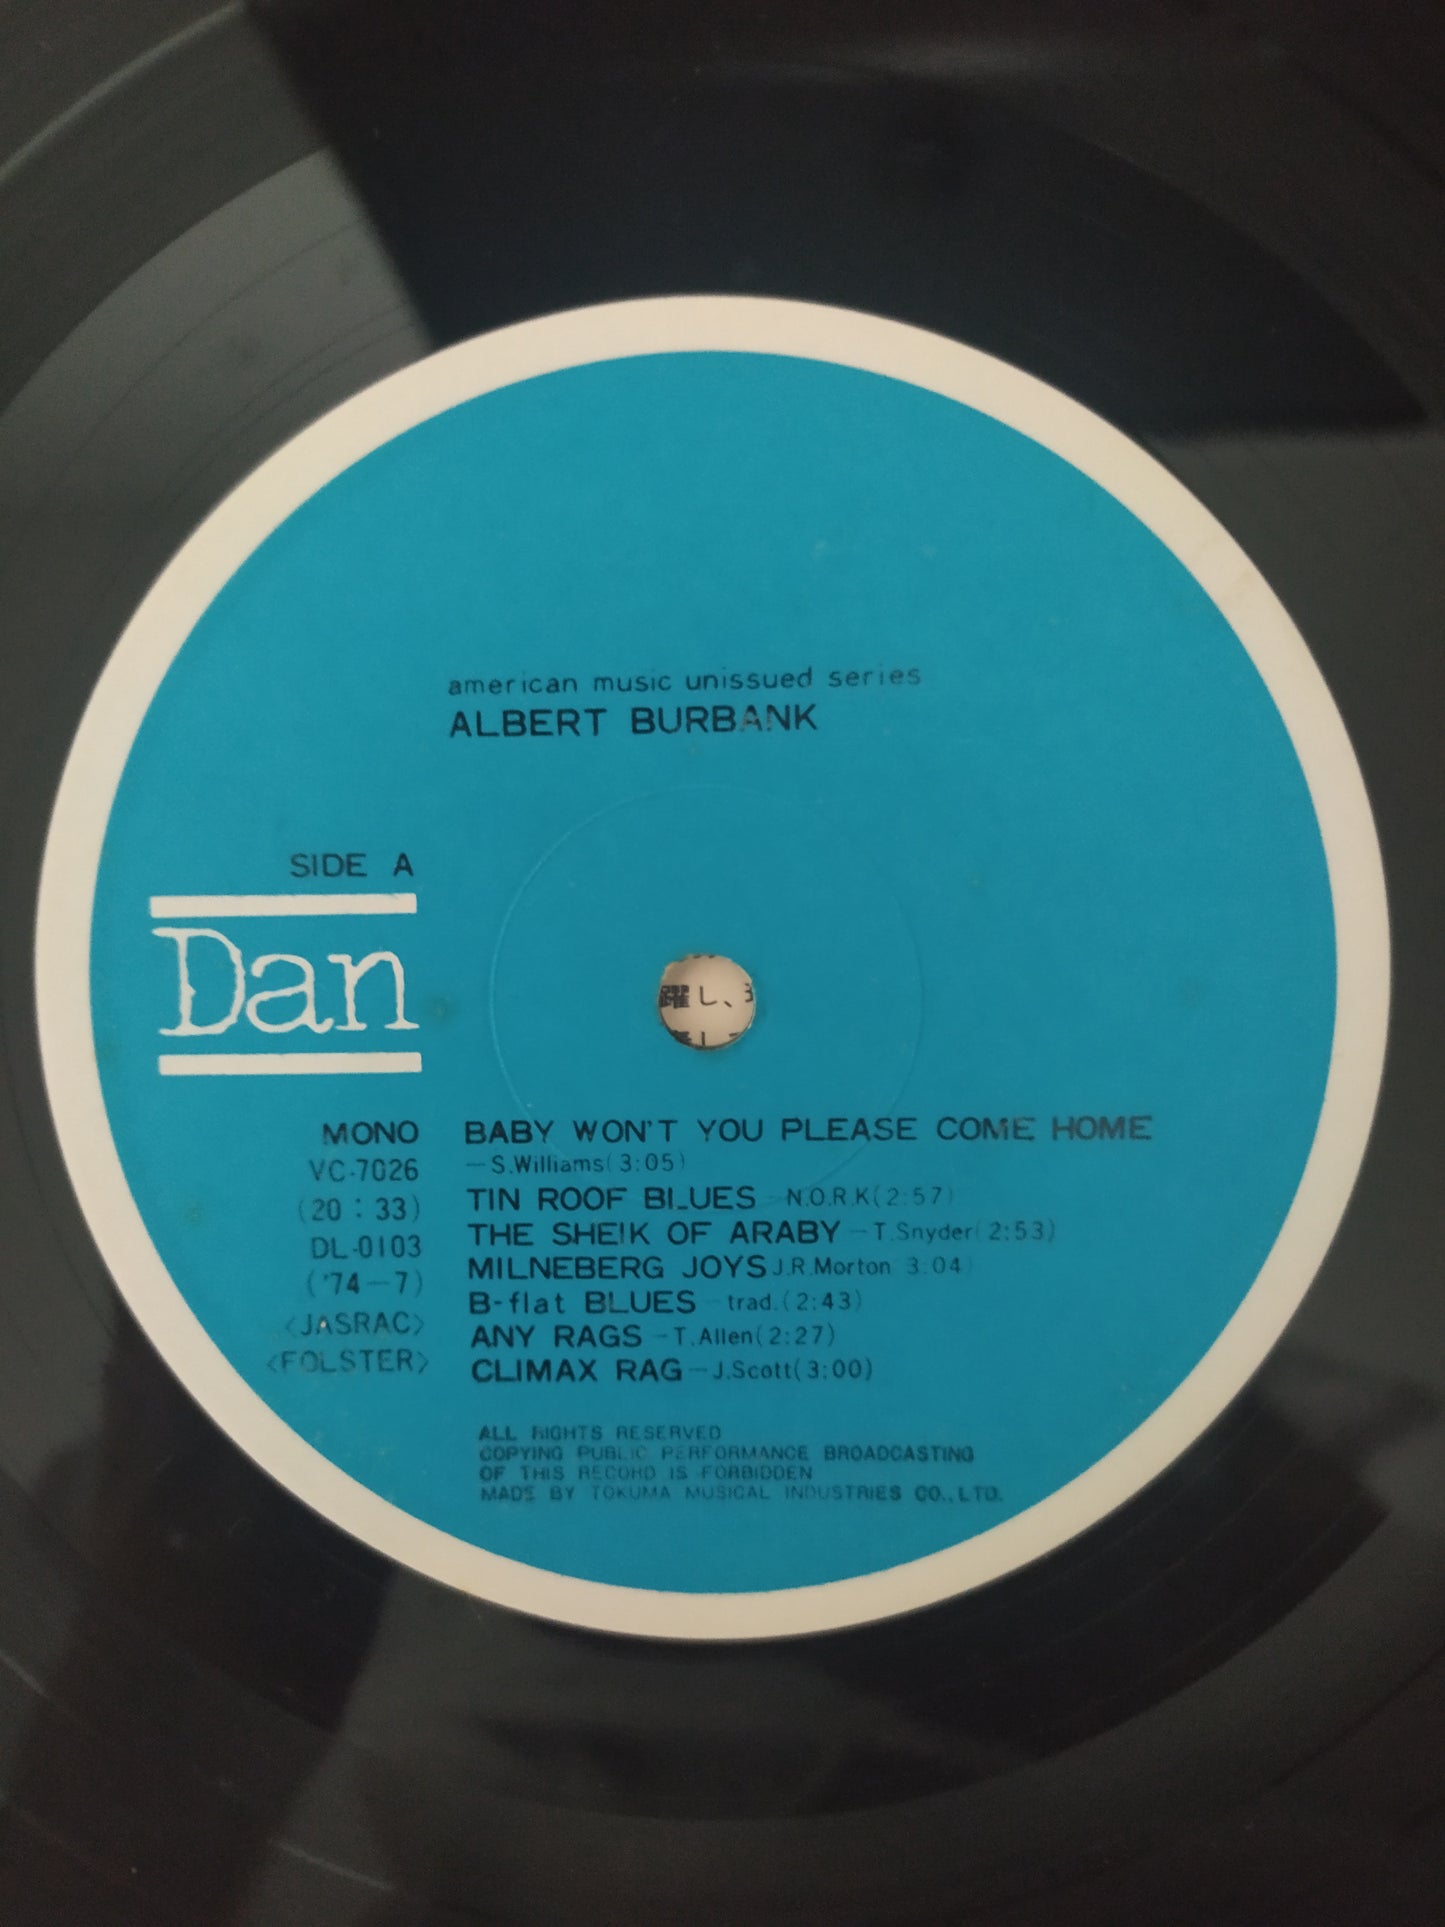 american music unissued series
ALBERT BURBANK
SIDE A
Dan
MONO
VC-7026
(20:33)
DL-0103
('74-7)
<JASRAC>
<FOLSTER>
BABY WON'T YOU PLEASE COME HOME
—S.Williams(3:05)
TIN ROOF BLUES —N.O.R.K(2:57)
THE SHEIK OF ARABY —T.Snyder(2:53)
MILNEBERG JOYS J.R.Morton(3:04)
B-flat BLUES —trad.(2:43)
ANY RAGS —T.Allen(2:27)
CLIMAX RAG —J.Scott(3:00)
ALL RIGHTS RESERVED
COPYING PUBLIC PERFORMANCE BROADCASTING
OF THIS RECORD IS FORBIDDEN
MADE BY TOKUMA MUSICAL INDUSTRIES CO., LTD.
躍し、